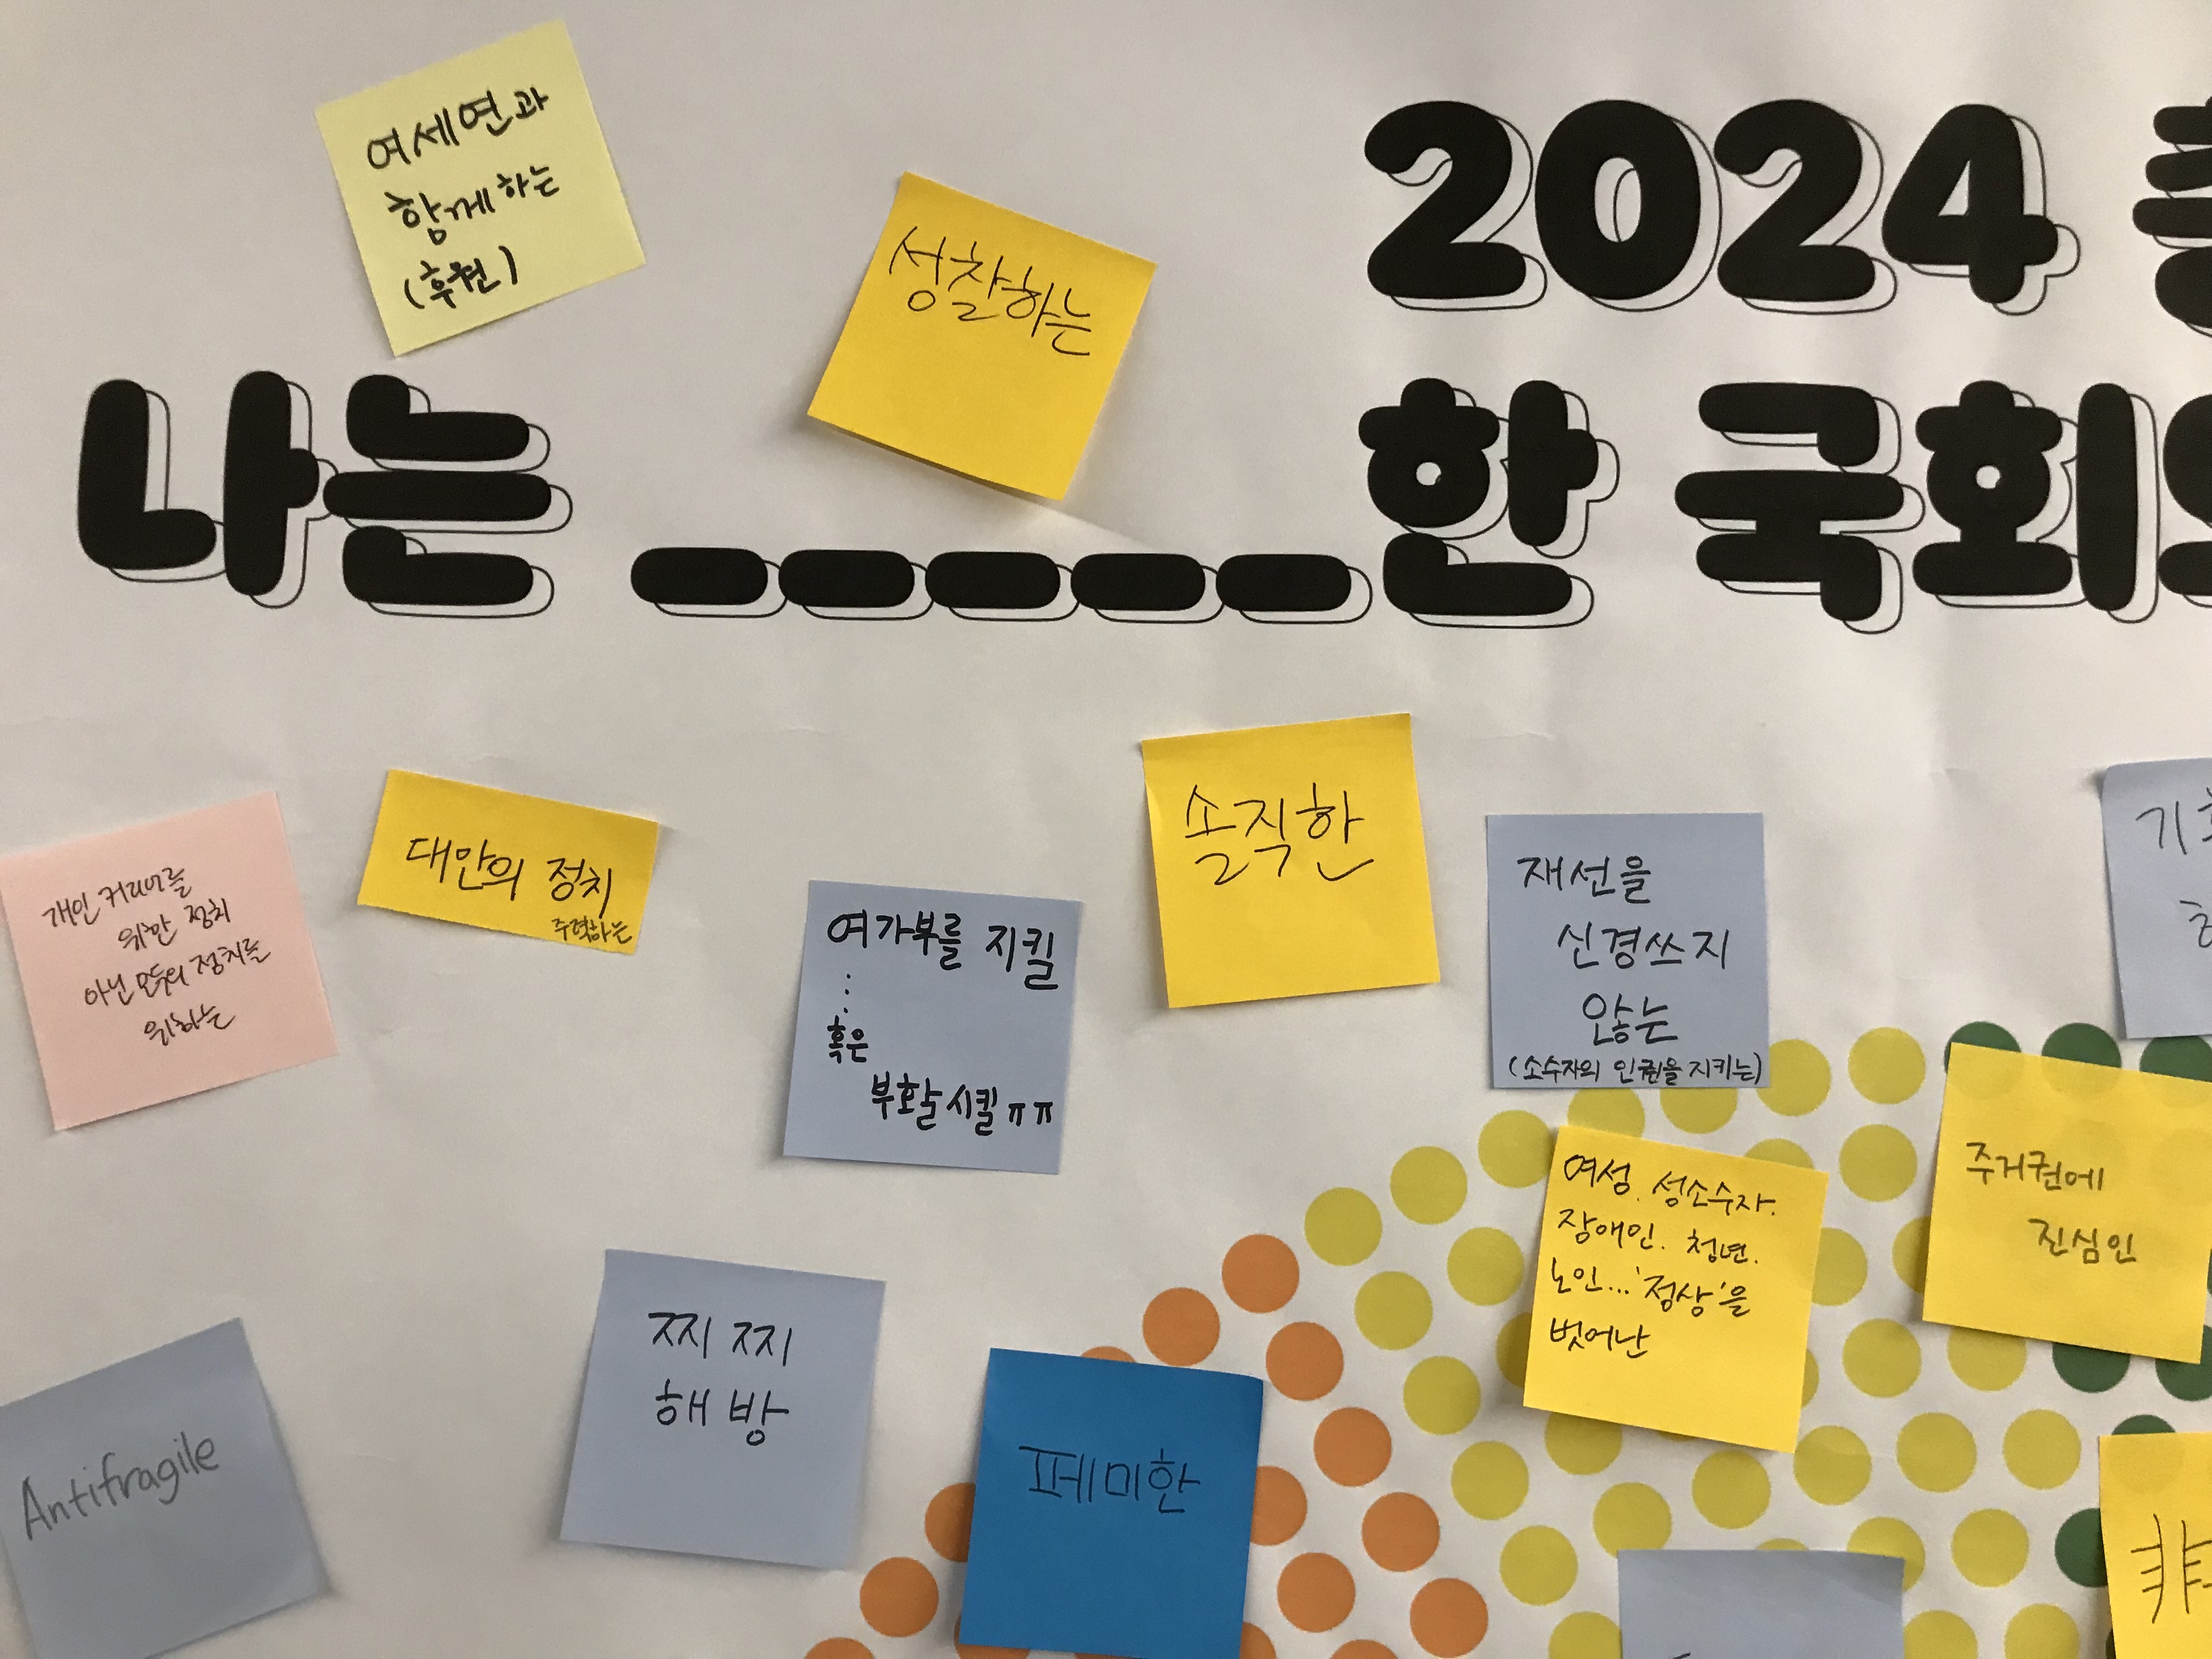 여세연과
함께하는
(후원)
성찰하는
2024
나는 _____한 국회
개인 커리어를
위한 정치
아닌 모두의 정치를
위하는
대안의 정치
주력하는
여가부를 지킬
⋮
혹은
부활시킬 ㅠㅠ
솔직한
재선을
신경쓰지
않는
(소수자의 인권을 지키는)
여성. 성소수자.
장애인. 청년.
노인... '정상'을
벗어난
주거권에
진심인
Antifragile
찌찌
해방
페미한
非